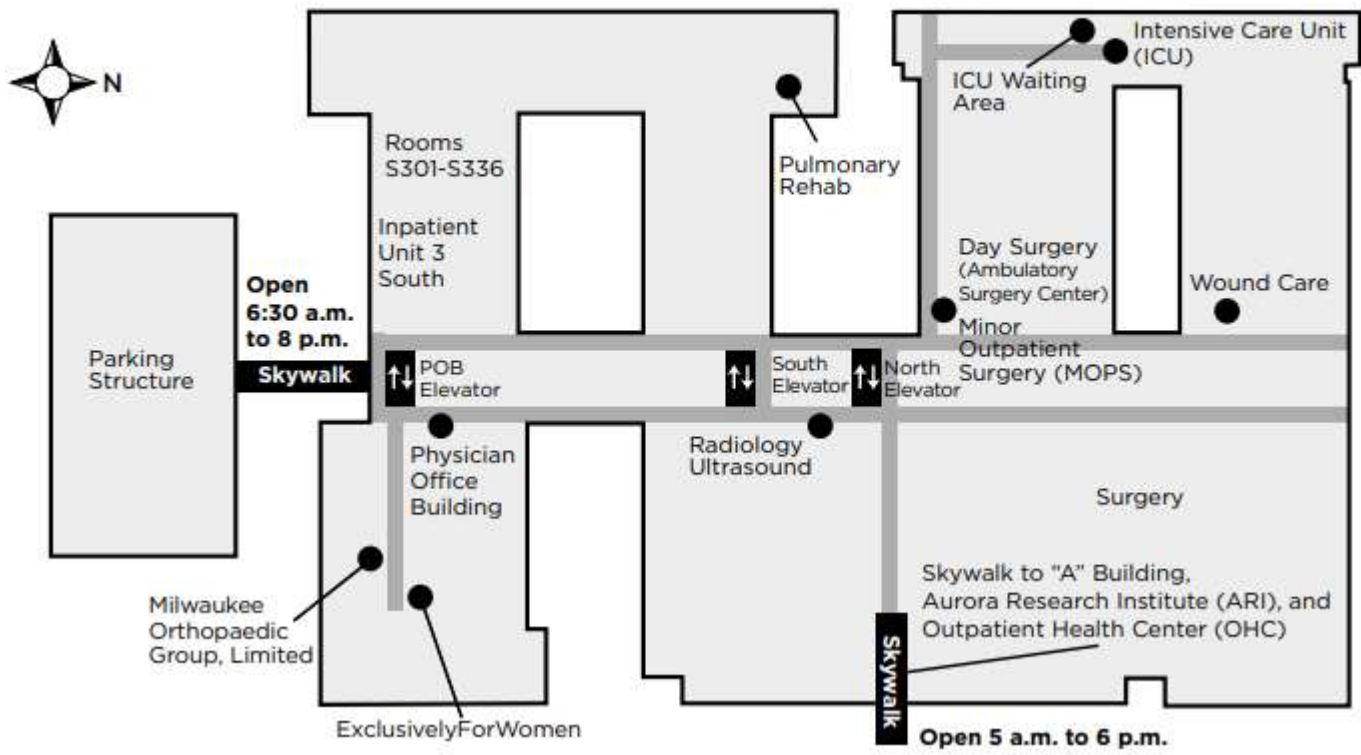 N
Intensive Care Unit
(ICU)
ICU Waiting
Area
Rooms
S301-S336
Pulmonary
Rehab
Inpatient
Unit 3
South
Day Surgery
(Ambulatory
Surgery Center)
Wound Care
Open
6:30 a.m.
to 8 p.m.
Minor
Outpatient
Surgery (MOPS)
Parking
Structure
Skywalk
POB
Elevator
South
Elevator
North
Elevator
Physician
Office
Building
Radiology
Ultrasound
Surgery
Milwaukee
Orthopaedic
Group, Limited
Skywalk to “A” Building,
Aurora Research Institute (ARI), and
Outpatient Health Center (OHC)
Skywalk
ExclusivelyForWomen
Open 5 a.m. to 6 p.m.